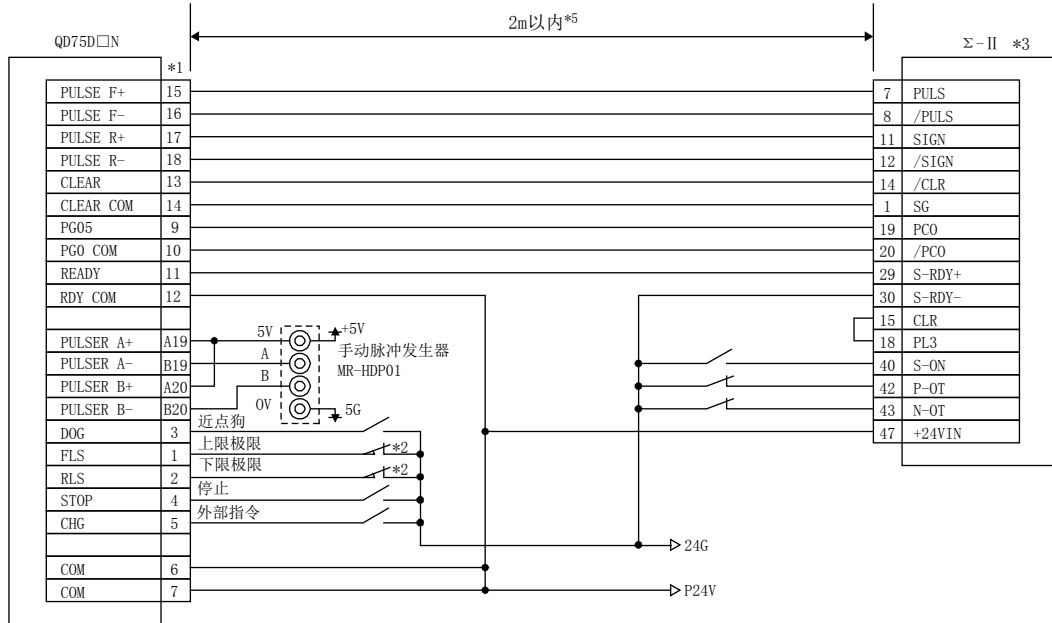 2m以内*5
QD75D□N
Σ-Ⅱ *3
*1
PULSE F+ 15
PULSE F- 16
PULSE R+ 17
PULSE R- 18
CLEAR 13
CLEAR COM 14
PG05 9
PG0 COM 10
READY 11
RDY COM 12
PULSER A+ A19
PULSER A- B19
PULSER B+ A20
PULSER B- B20
DOG 3
FLS 1
RLS 2
STOP 4
CHG 5
COM 6
COM 7
5V
A
B
0V
+5V
手动脉冲发生器
MR-HDP01
5G
近点狗
上限极限
*2
下限极限
*2
停止
外部指令
24G
P24V
7 PULS
8 /PULS
11 SIGN
12 /SIGN
14 /CLR
1 SG
19 PCO
20 /PCO
29 S-RDY+
30 S-RDY-
15 CLR
18 PL3
40 S-ON
42 P-OT
43 N-OT
47 +24VIN